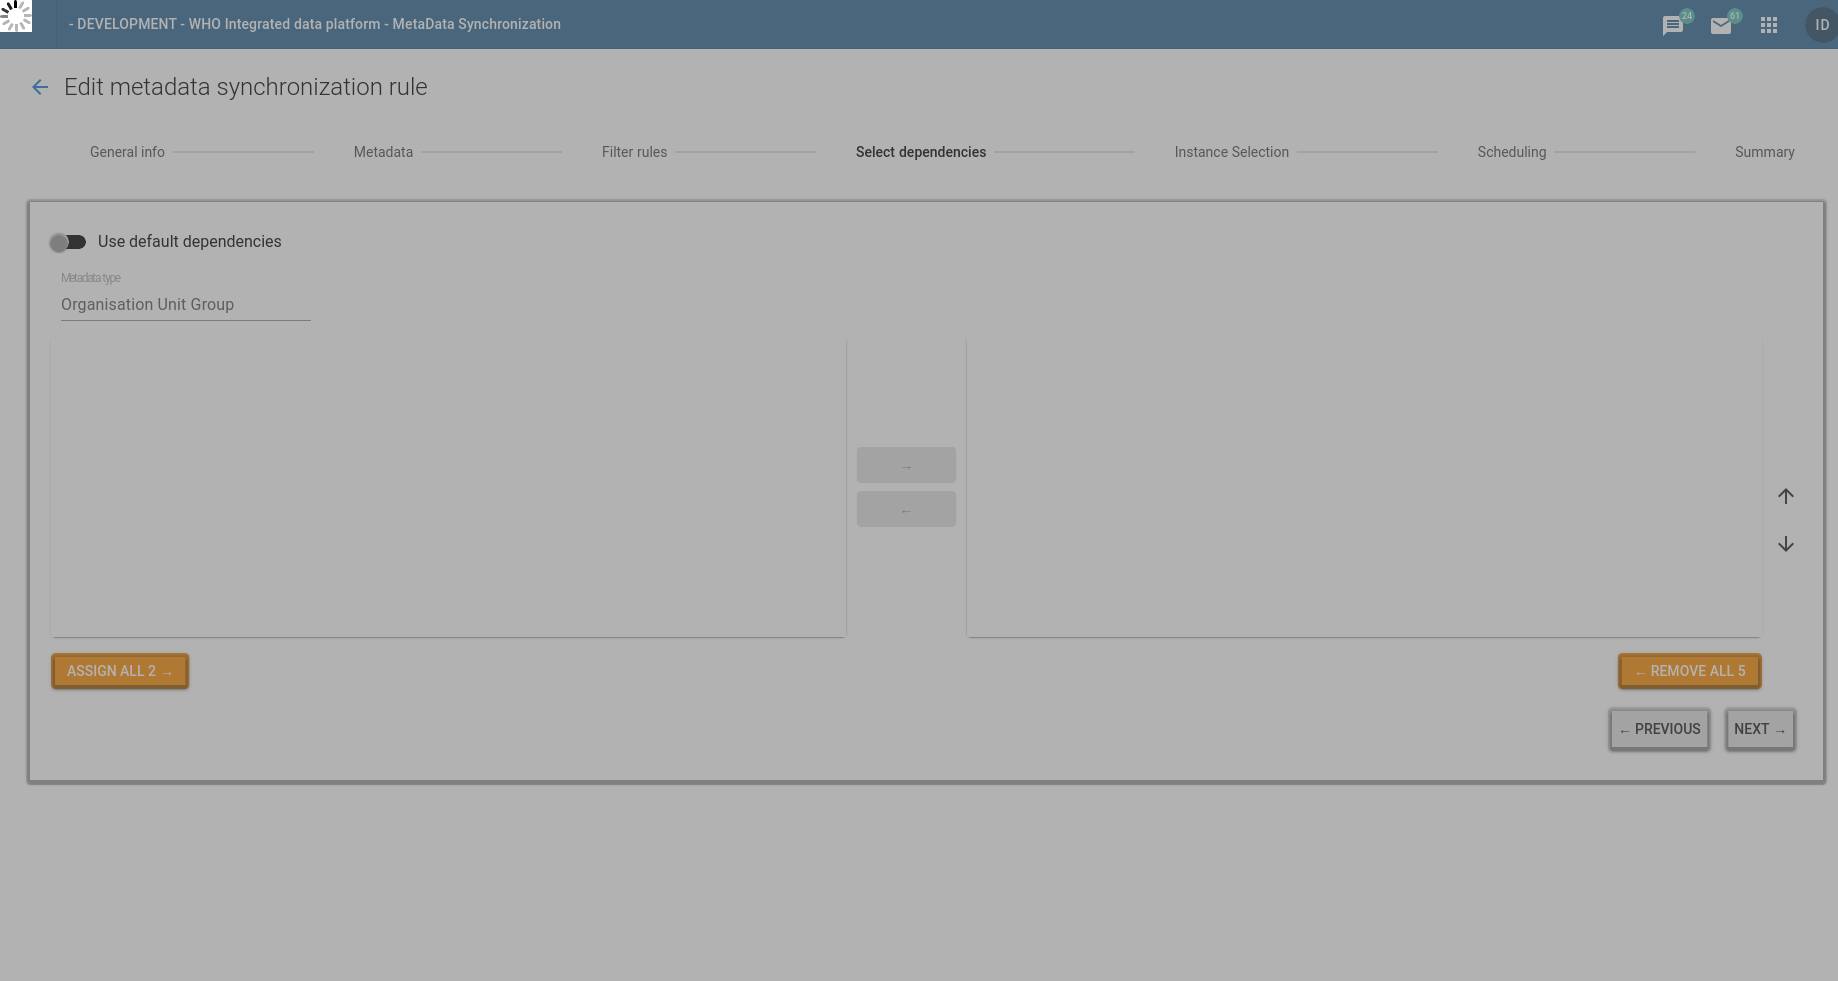 - DEVELOPMENT - WHO Integrated data platform - MetaData Synchronization
24
61
ID
Edit metadata synchronization rule
General info
Metadata
Filter rules
Select dependencies
Instance Selection
Scheduling
Summary
Use default dependencies
Metadata type
Organisation Unit Group
→
←
ASSIGN ALL 2 →
← REMOVE ALL 5
← PREVIOUS
NEXT →